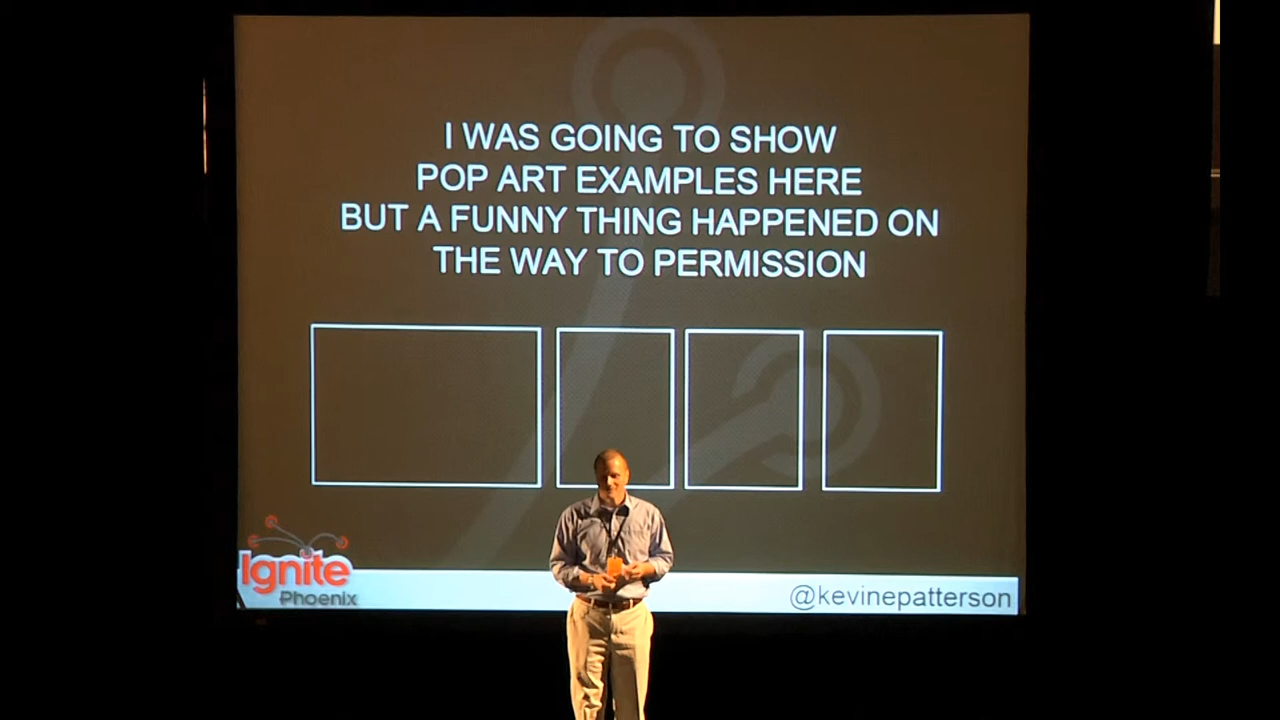 I WAS GOING TO SHOW
POP ART EXAMPLES HERE
BUT A FUNNY THING HAPPENED ON
THE WAY TO PERMISSION
Ignite
Phoenix
@kevinepatterson